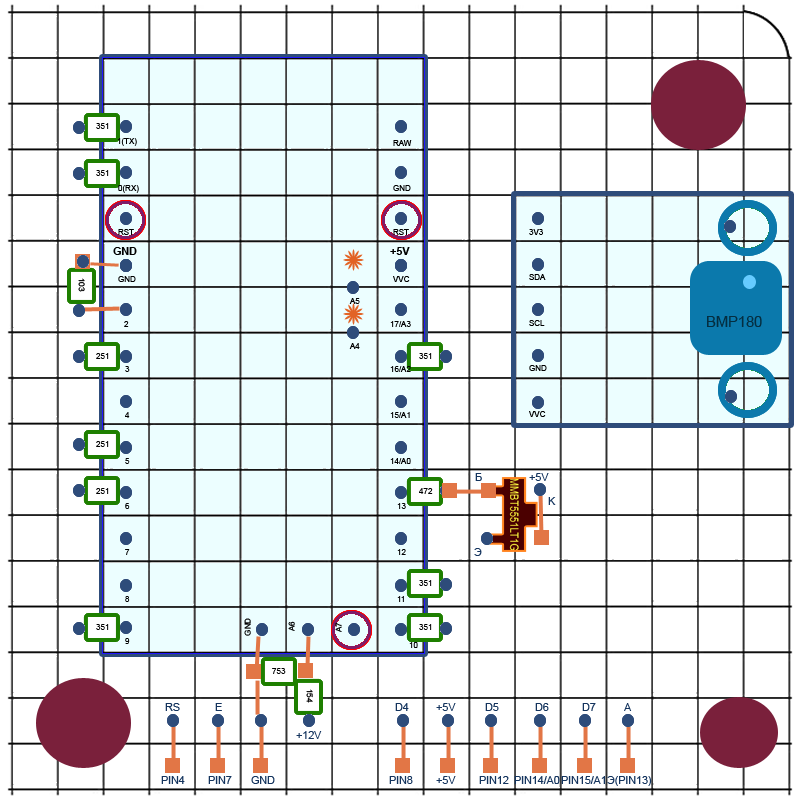 351
1(TX)
RAW
351
0(RX)
GND
RST
RST
3V3
GND
+5V
GND
VVC
SDA
103
A5
2
17/A3
SCL
BMP180
A4
251
3
16/A2
351
GND
4
15/A1
VVC
251
5
14/A0
251
6
13
472
Б
+5V
К
MMBT5551LT1G
Э
7
12
8
11
351
351
9
GND
A6
A7
10
351
753
154
RS
E
+12V
D4
+5V
D5
D6
D7
A
PIN4
PIN7
GND
PIN8
+5V
PIN12
PIN14/A0
PIN15/A1
Э(PIN13)